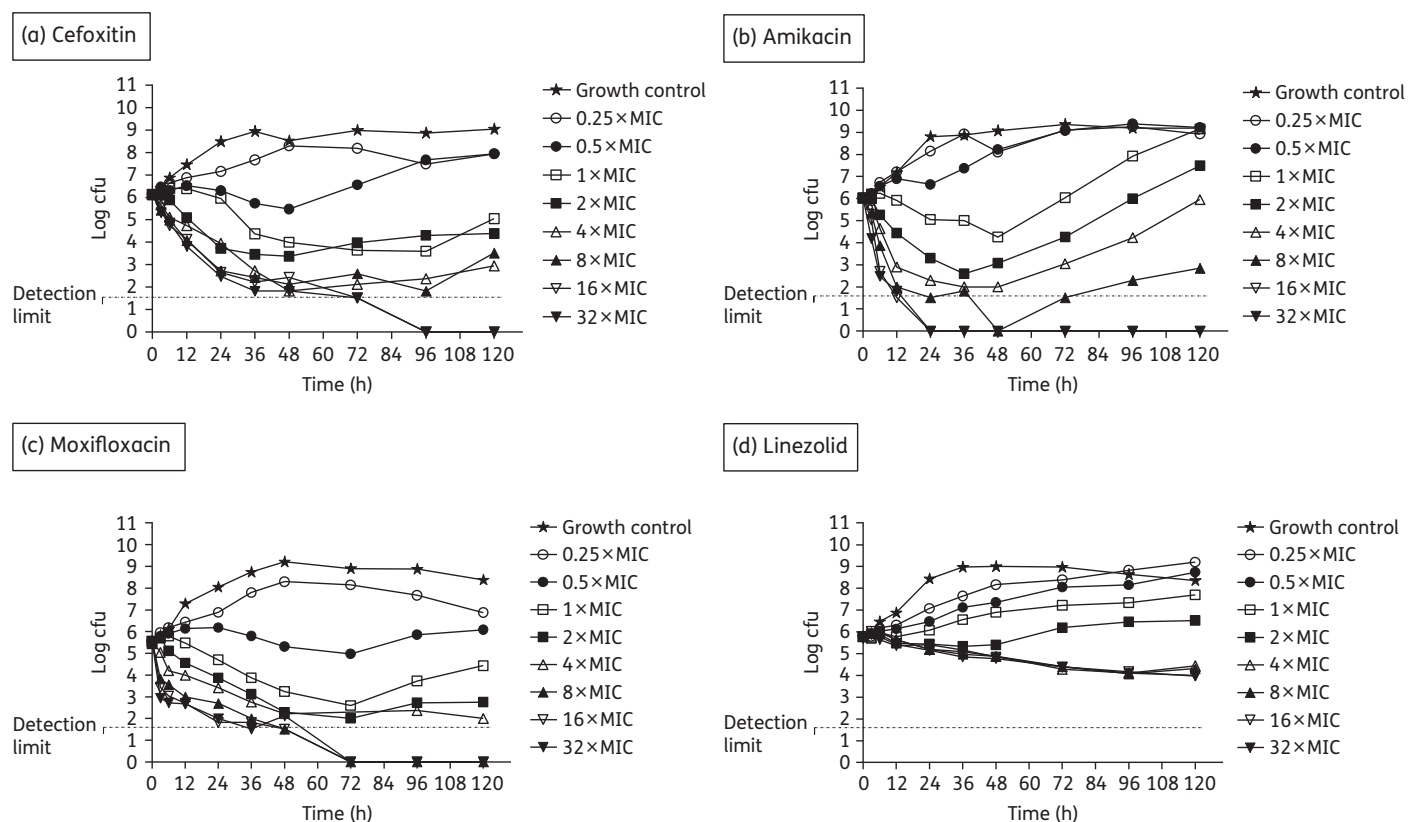 (a) Cefoxitin
11
10
9
8
7
6
5
4
3
2
1
0
Log cfu
Detection
limit
0 12 24 36 48 60 72 84 96 108 120
Time (h)
Growth control
0.25×MIC
0.5×MIC
1×MIC
2×MIC
4×MIC
8×MIC
16×MIC
32×MIC
(b) Amikacin
11
10
9
8
7
6
5
4
3
2
1
0
Log cfu
Detection
limit
0 12 24 36 48 60 72 84 96 108 120
Time (h)
Growth control
0.25×MIC
0.5×MIC
1×MIC
2×MIC
4×MIC
8×MIC
16×MIC
32×MIC
(c) Moxifloxacin
11
10
9
8
7
6
5
4
3
2
1
0
Log cfu
Detection
limit
0 12 24 36 48 60 72 84 96 108 120
Time (h)
Growth control
0.25×MIC
0.5×MIC
1×MIC
2×MIC
4×MIC
8×MIC
16×MIC
32×MIC
(d) Linezolid
11
10
9
8
7
6
5
4
3
2
1
0
Log cfu
Detection
limit
0 12 24 36 48 60 72 84 96 108 120
Time (h)
Growth control
0.25×MIC
0.5×MIC
1×MIC
2×MIC
4×MIC
8×MIC
16×MIC
32×MIC